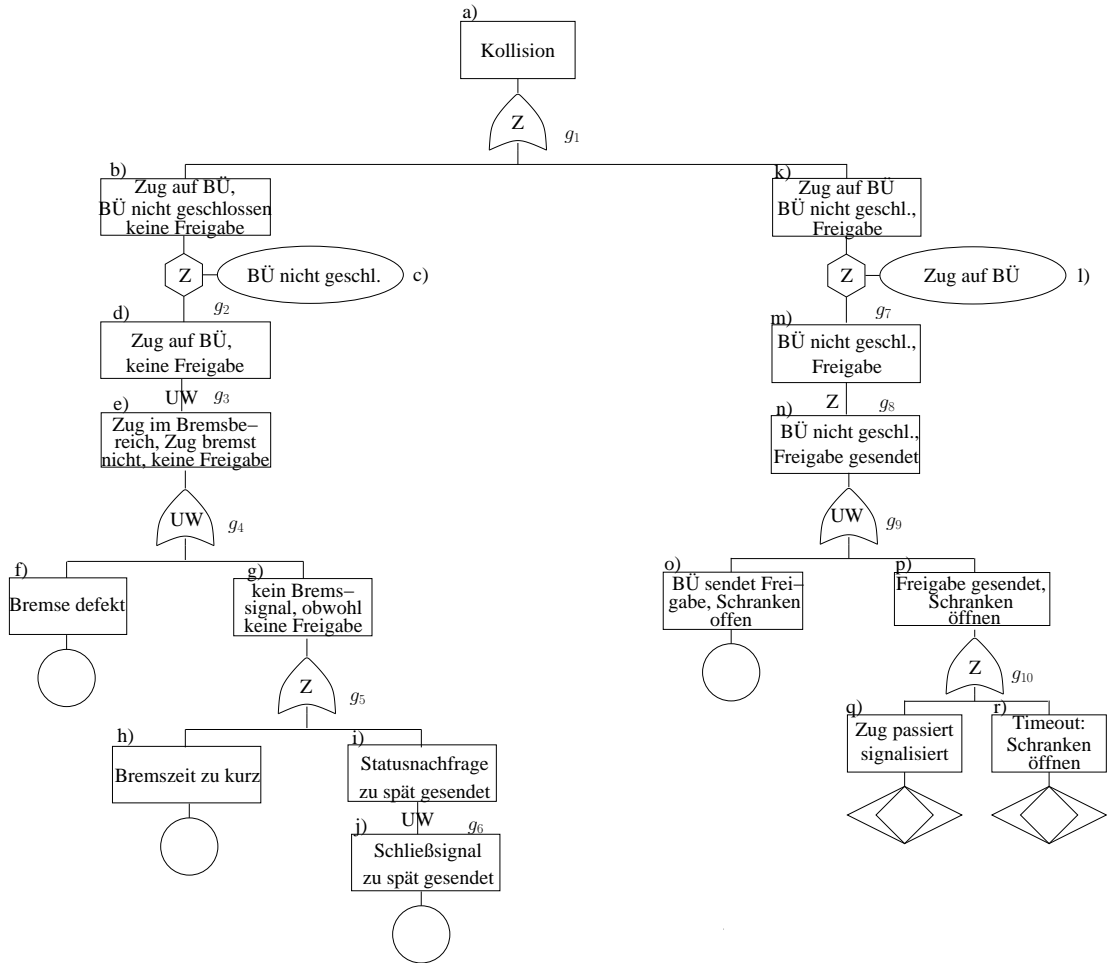 a)
Kollision
Z
g1
b)
Zug auf BÜ,
BÜ nicht geschlossen
keine Freigabe
k)
Zug auf BÜ
BÜ nicht geschl.,
Freigabe
Z
BÜ nicht geschl.
c)
g2
Z
Zug auf BÜ
l)
g7
d)
Zug auf BÜ,
keine Freigabe
m)
BÜ nicht geschl.,
Freigabe
UW
g3
Z
g8
e)
Zug im Bremsbe–
reich, Zug bremst
nicht, keine Freigabe
n)
BÜ nicht geschl.,
Freigabe gesendet
UW
g4
UW
g9
f)
Bremse defekt
g)
kein Brems–
signal, obwohl
keine Freigabe
o)
BÜ sendet Frei–
gabe, Schranken
offen
p)
Freigabe gesendet,
Schranken
öffnen
Z
g5
Z
g10
h)
Bremszeit zu kurz
i)
Statusnachfrage
zu spät gesendet
q)
Zug passiert
signalisiert
r)
Timeout:
Schranken
öffnen
UW
g6
j)
Schließsignal
zu spät gesendet